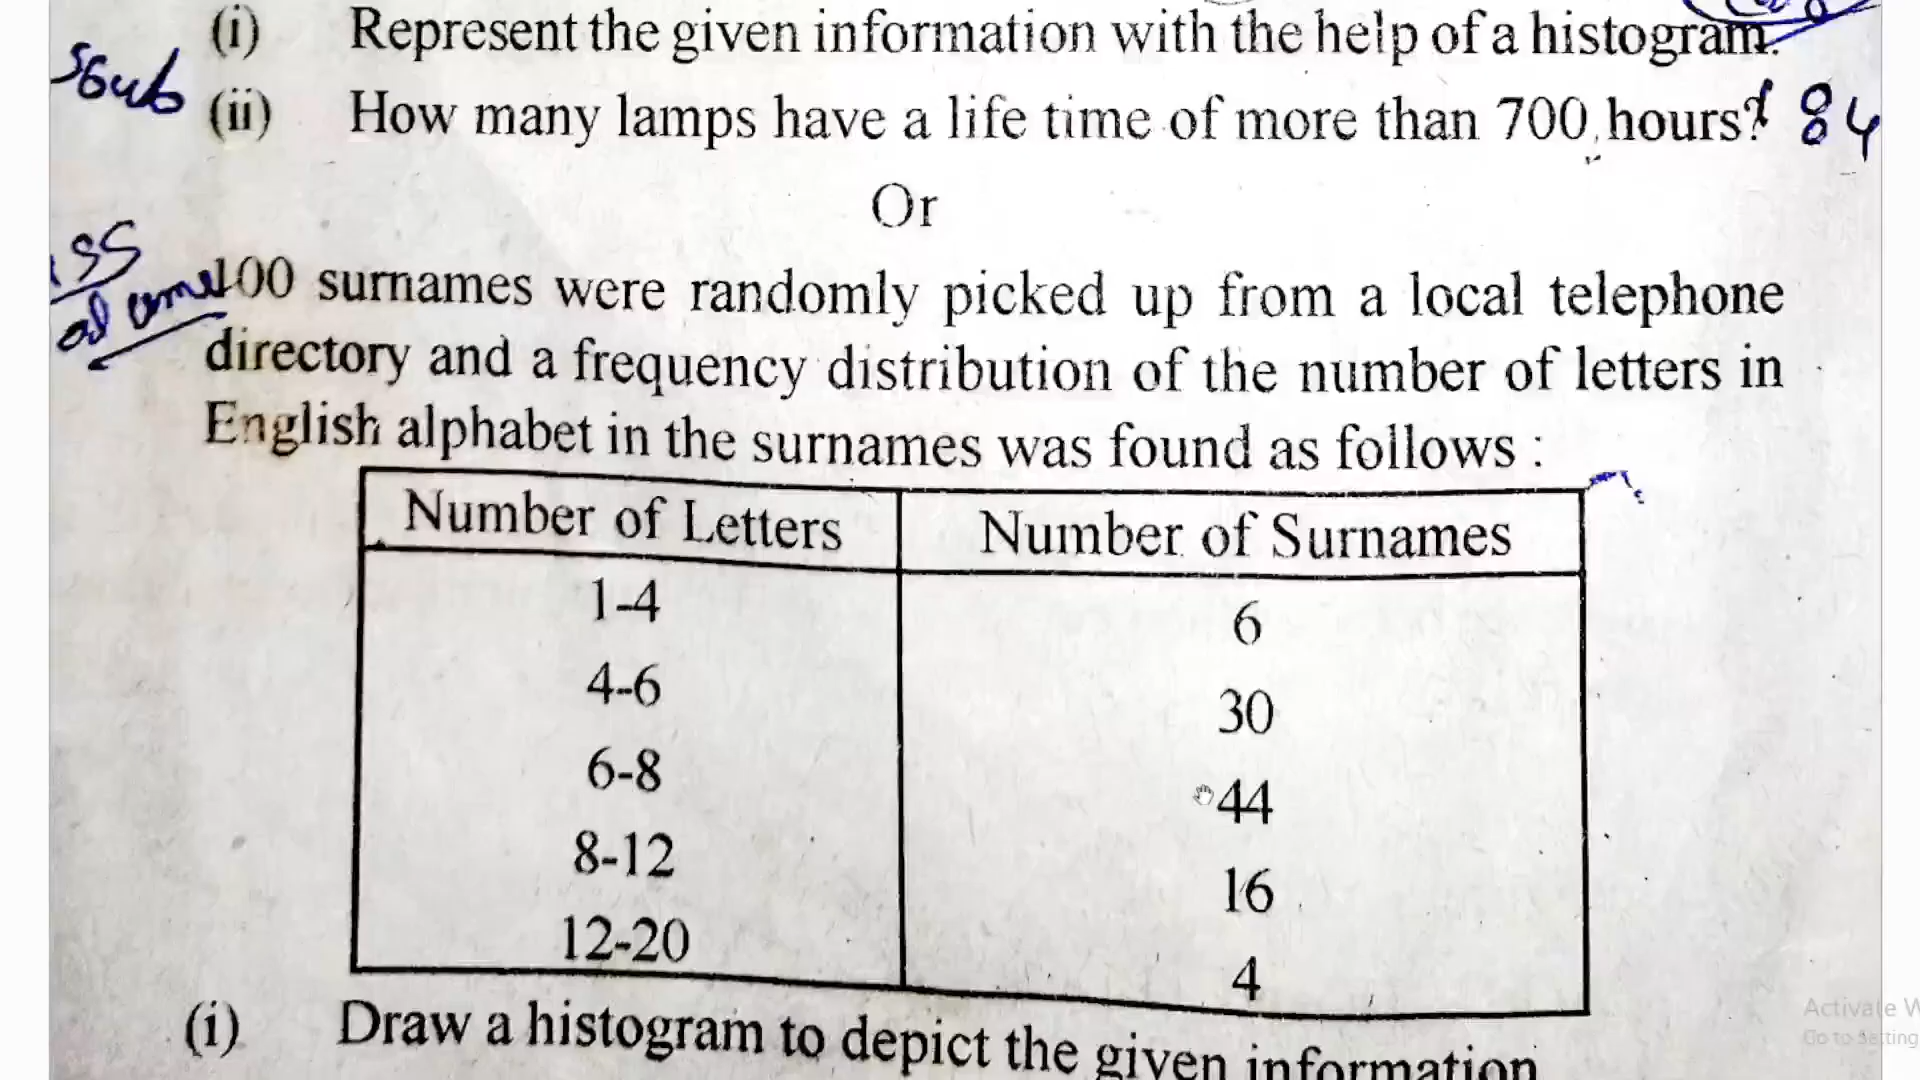 (i) Represent the given information with the help of a histogram.
(ii) How many lamps have a life time of more than 700 hours? 84
Or
100 surnames were randomly picked up from a local telephone
directory and a frequency distribution of the number of letters in
English alphabet in the surnames was found as follows :
Number of Letters Number of Surnames
1-4 6
4-6 30
6-8 44
8-12 16
12-20 4
(i) Draw a histogram to depict the given information
Activate W
Go to Setting